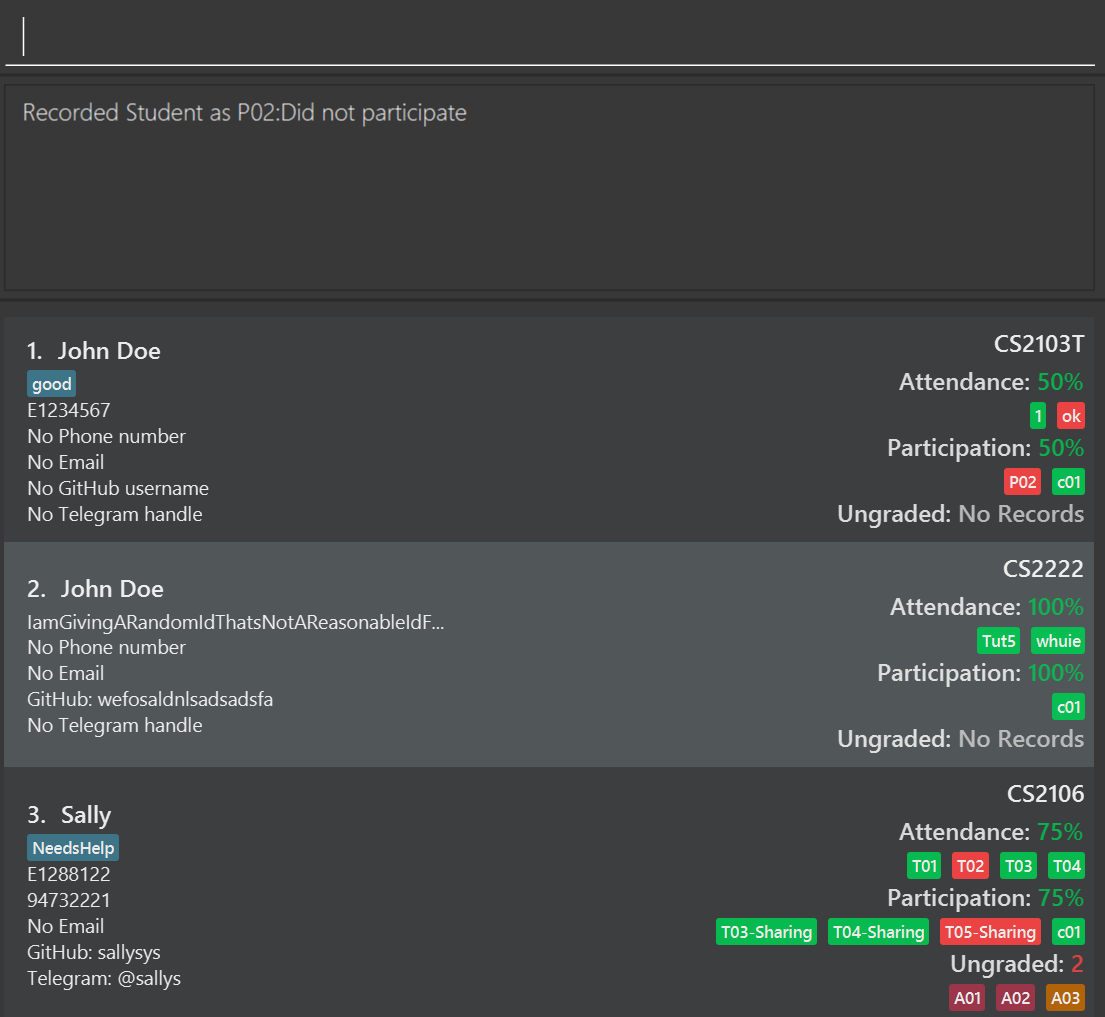 Recorded Student as P02:Did not participate
1. John Doe
good
E1234567
No Phone number
No Email
No GitHub username
No Telegram handle
CS2103T
Attendance: 50%
1 ok
Participation: 50%
P02 c01
Ungraded: No Records
2. John Doe
IamGivingARandomIdThatsNotAReasonableIdF...
No Phone number
No Email
GitHub: wefosaldnlsadsadsfa
No Telegram handle
CS2222
Attendance: 100%
Tut5 whuie
Participation: 100%
c01
Ungraded: No Records
3. Sally
NeedsHelp
E1288122
94732221
No Email
GitHub: sallysys
Telegram: @sallys
CS2106
Attendance: 75%
T01 T02 T03 T04
Participation: 75%
T03-Sharing T04-Sharing T05-Sharing c01
Ungraded: 2
A01 A02 A03